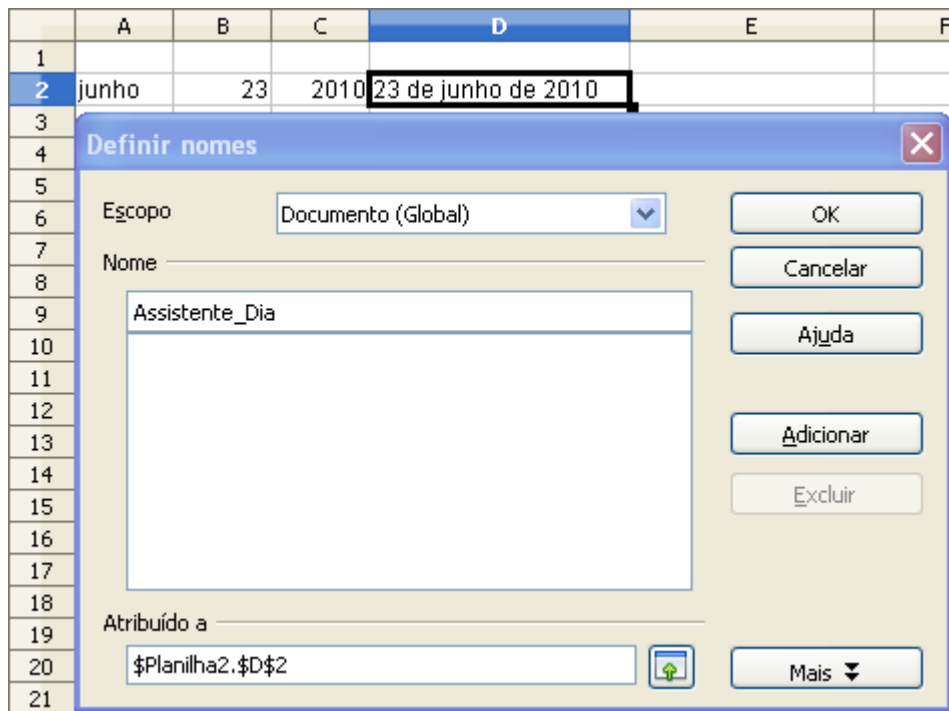 A B C D E F
1
2 junho 23 2010 23 de junho de 2010
3
4
5
6
7
8
9
10
11
12
13
14
15
16
17
18
19
20
21
Definir nomes
Escopo Documento (Global) OK
Nome Cancelar
Assistente_Dia Ajuda
Adicionar
Excluir
Atribuído a
$Planilha2.$D$2 Mais